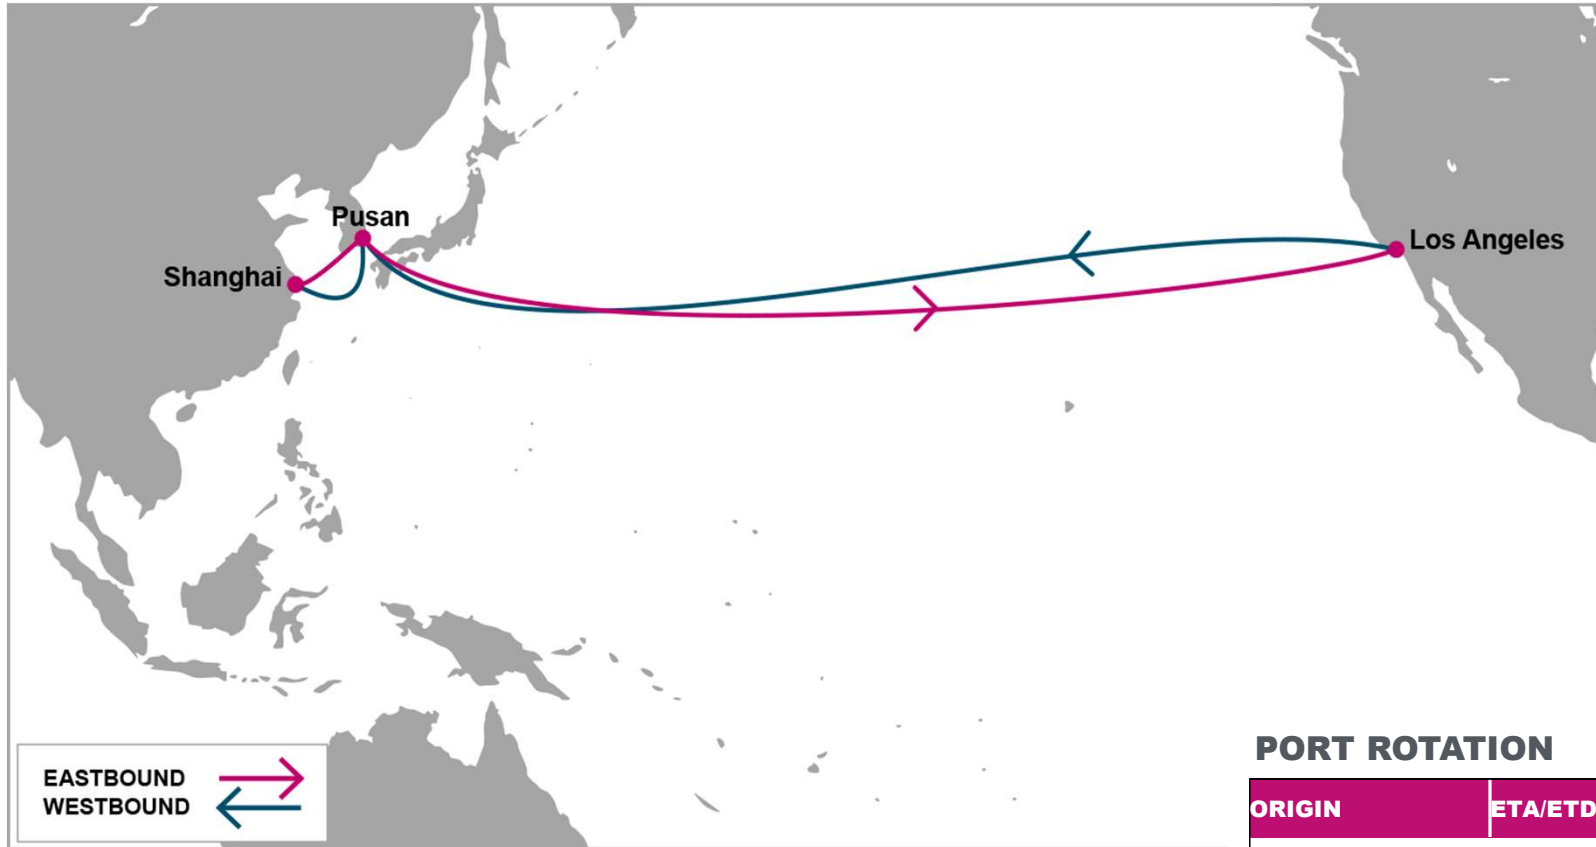 Pusan
Shanghai
Los Angeles
EASTBOUND
WESTBOUND
PORT ROTATION
ORIGIN ETA/ETD